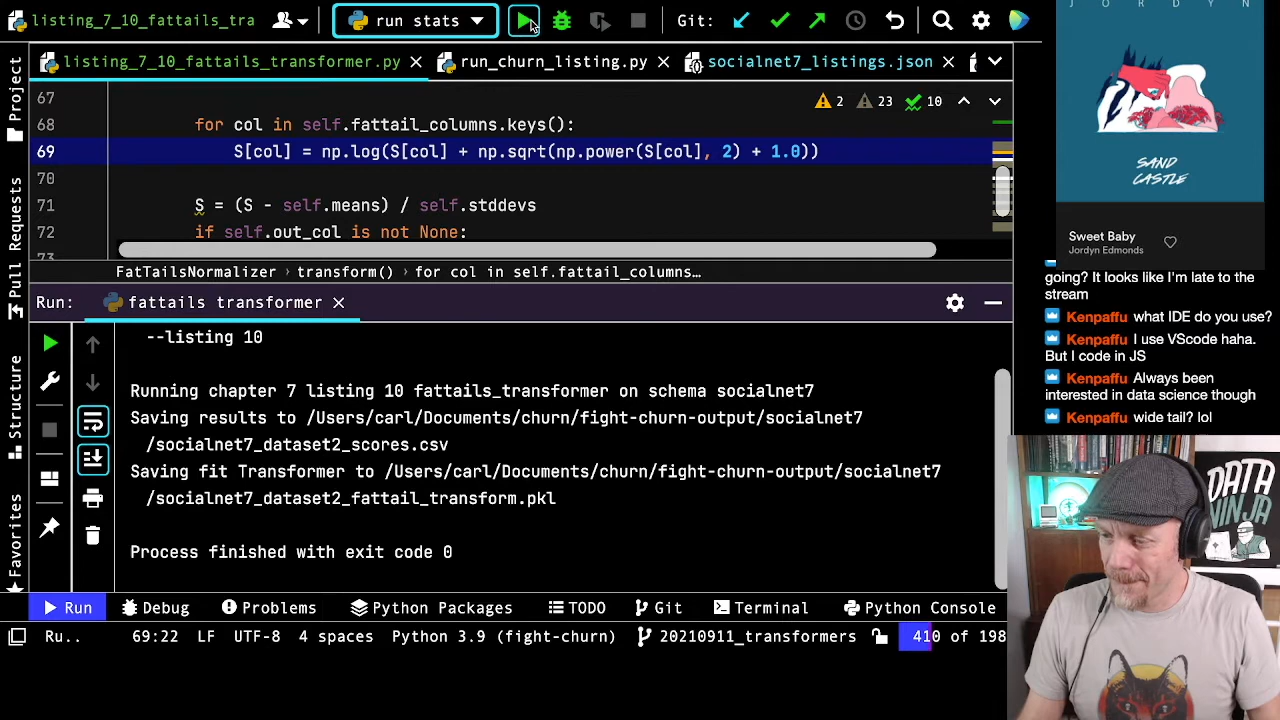 listing_7_10_fattails_tra
run stats
Git:
J O R D Y N
Project
Pull Requests
Structure
Favorites
listing_7_10_fattails_transformer.py
run_churn_listing.py
socialnet7_listings.json
67
2 23 10
68 for col in self.fattail_columns.keys():
69 S[col] = np.log(S[col] + np.sqrt(np.power(S[col], 2) + 1.0))
70
71 S = (S - self.means) / self.stddevs
72 if self.out_col is not None:
FatTailsNormalizer › transform() › for col in self.fattail_columns…
Run: fattails transformer
--listing 10
Running chapter 7 listing 10 fattails_transformer on schema socialnet7
Saving results to /Users/carl/Documents/churn/fight-churn-output/socialnet7
/socialnet7_dataset2_scores.csv
Saving fit Transformer to /Users/carl/Documents/churn/fight-churn-output/socialnet7
/socialnet7_dataset2_fattail_transform.pkl
Process finished with exit code 0
Run Debug Problems Python Packages TODO Git Terminal Python Console
Ru.. 69:22 LF UTF-8 4 spaces Python 3.9 (fight-churn) 20210911_transformers 410 of 198
SAND
CASTLE
Sweet Baby
Jordyn Edmonds
going? It looks like I'm late to the
stream
Kenpaffu what IDE do you use?
Kenpaffu I use VScode haha.
But I code in JS
Kenpaffu Always been
interested in data science though
Kenpaffu wide tail? lol
DATA
NINJA